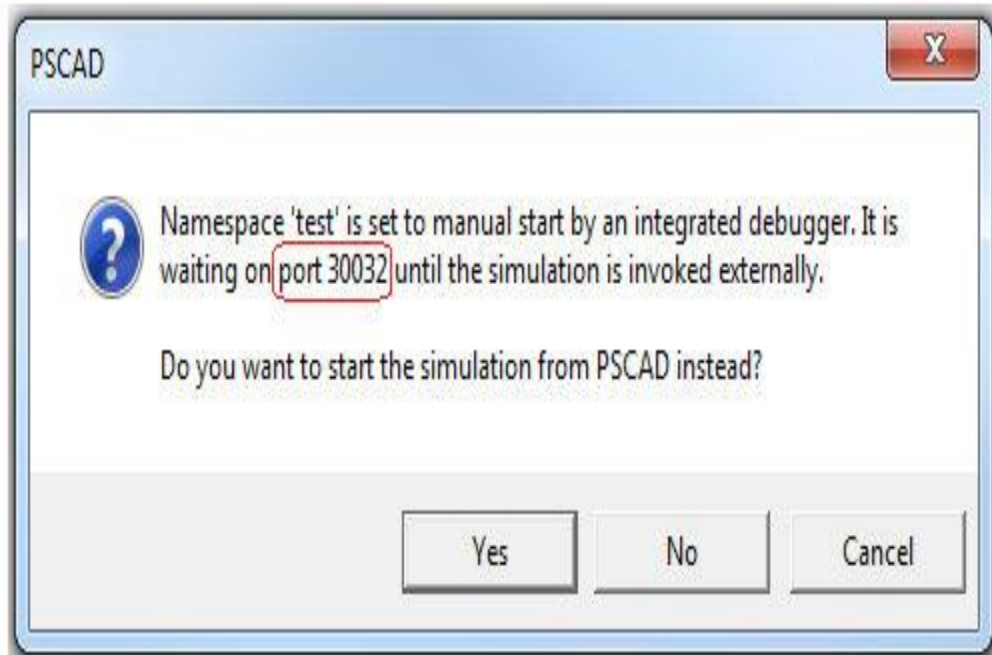 PSCAD
X
Namespace 'test' is set to manual start by an integrated debugger. It is
waiting on port 30032 until the simulation is invoked externally.
Do you want to start the simulation from PSCAD instead?
Yes No Cancel